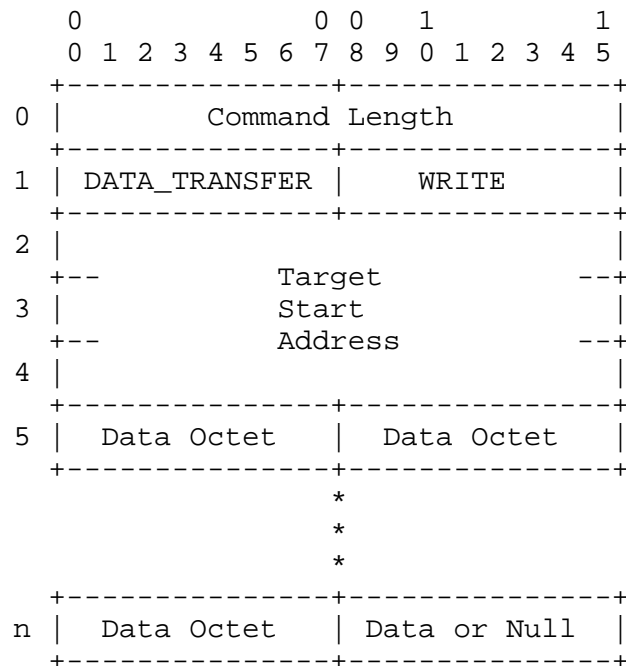 0                 0 0   1           1
0 1 2 3 4 5 6 7 8 9 0 1 2 3 4 5
+---------------+---------------+
0 |        Command Length         |
+---------------+---------------+
1 | DATA_TRANSFER |     WRITE     |
+---------------+---------------+
2 |                               |
+--          Target           --+
3 |            Start              |
+--          Address          --+
4 |                               |
+---------------+---------------+
5 |  Data Octet   |  Data Octet   |
+---------------+---------------+
*
*
*
+---------------+---------------+
n |  Data Octet   | Data or Null  |
+---------------+---------------+